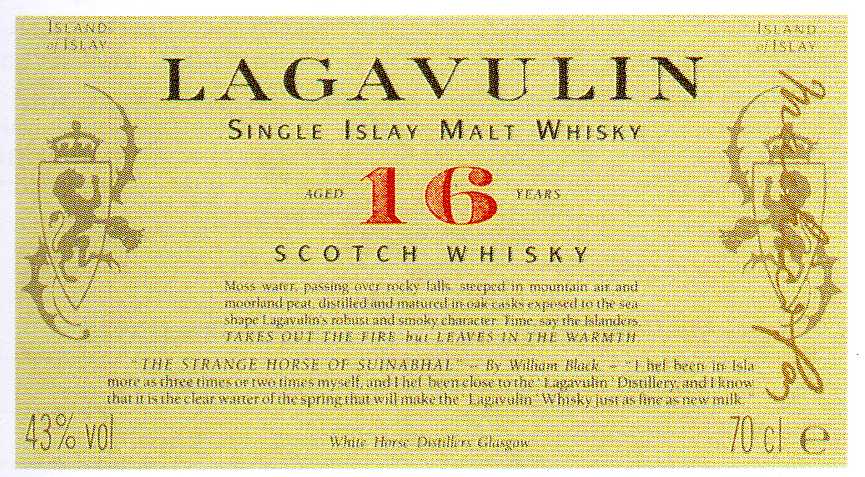 ISLAND
of ISLAY
ISLAND
of ISLAY
LAGAVULIN
SINGLE ISLAY MALT WHISKY
AGED 16 YEARS
SCOTCH WHISKY
Moss water, passing over rocky falls, steeped in mountain air and
moorland peat, distilled and matured in oak casks exposed to the sea
shape Lagavulin's robust and smoky character. Time, say the Islanders,
TAKES OUT THE FIRE but LEAVES IN THE WARMTH
"THE STRANGE HORSE OF SUINABHAL" – By William Black – "I hef been in Isla
more as three times or two times myself, and I hef been close to the 'Lagavulin' Distillery, and I know
that it is the clear watter of the spring that will make the 'Lagavulin' Whisky just as fine as new milk."
43% vol
White Horse Distillers Glasgow
70 cl e